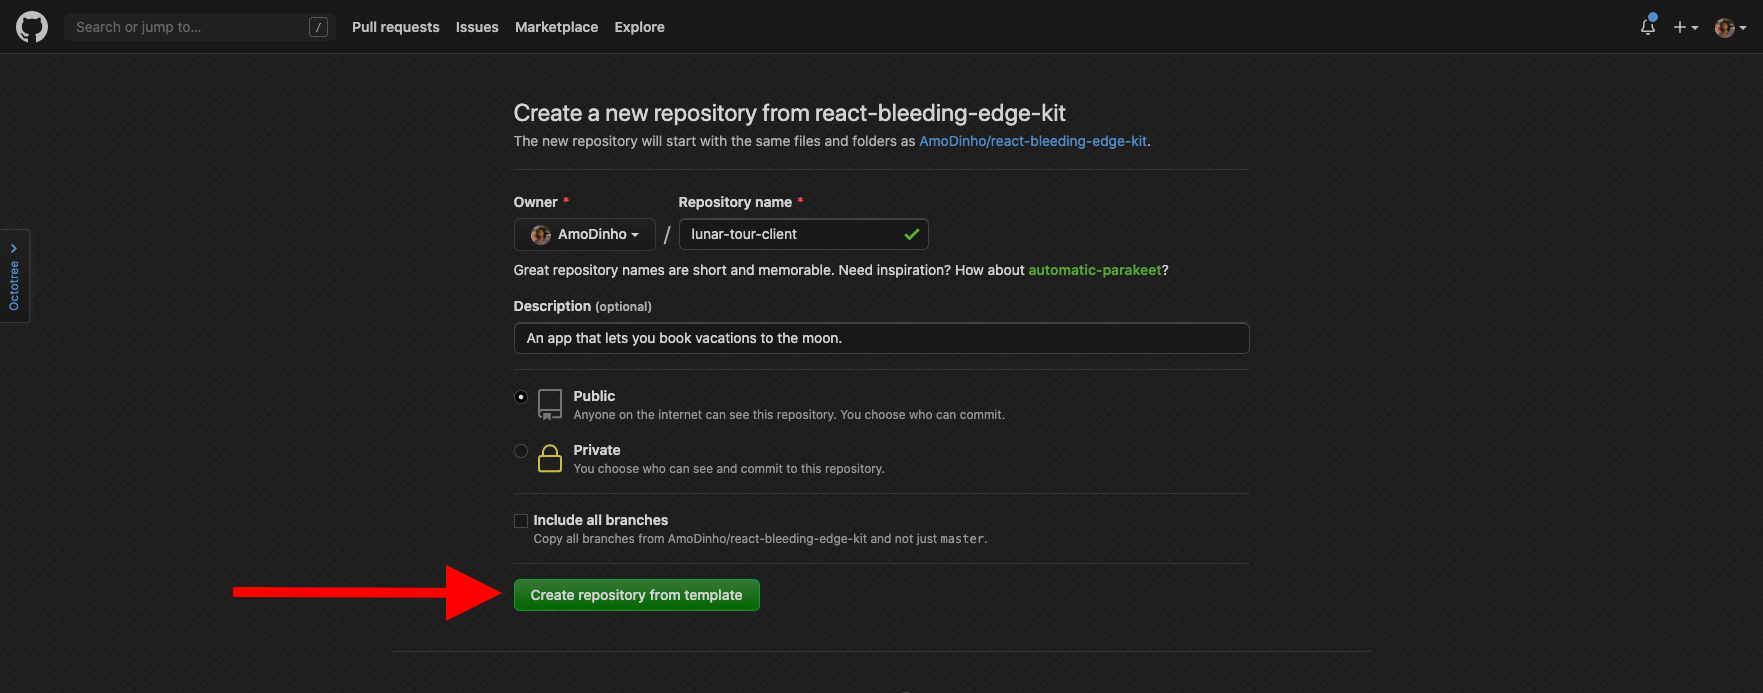 Search or jump to... / Pull requests Issues Marketplace Explore
Create a new repository from react-bleeding-edge-kit
The new repository will start with the same files and folders as AmoDinho/react-bleeding-edge-kit.
Owner * Repository name *
AmoDinho / lunar-tour-client
Great repository names are short and memorable. Need inspiration? How about automatic-parakeet?
Octotree
Description (optional)
An app that lets you book vacations to the moon.
Public
Anyone on the internet can see this repository. You choose who can commit.
Private
You choose who can see and commit to this repository.
Include all branches
Copy all branches from AmoDinho/react-bleeding-edge-kit and not just master.
Create repository from template